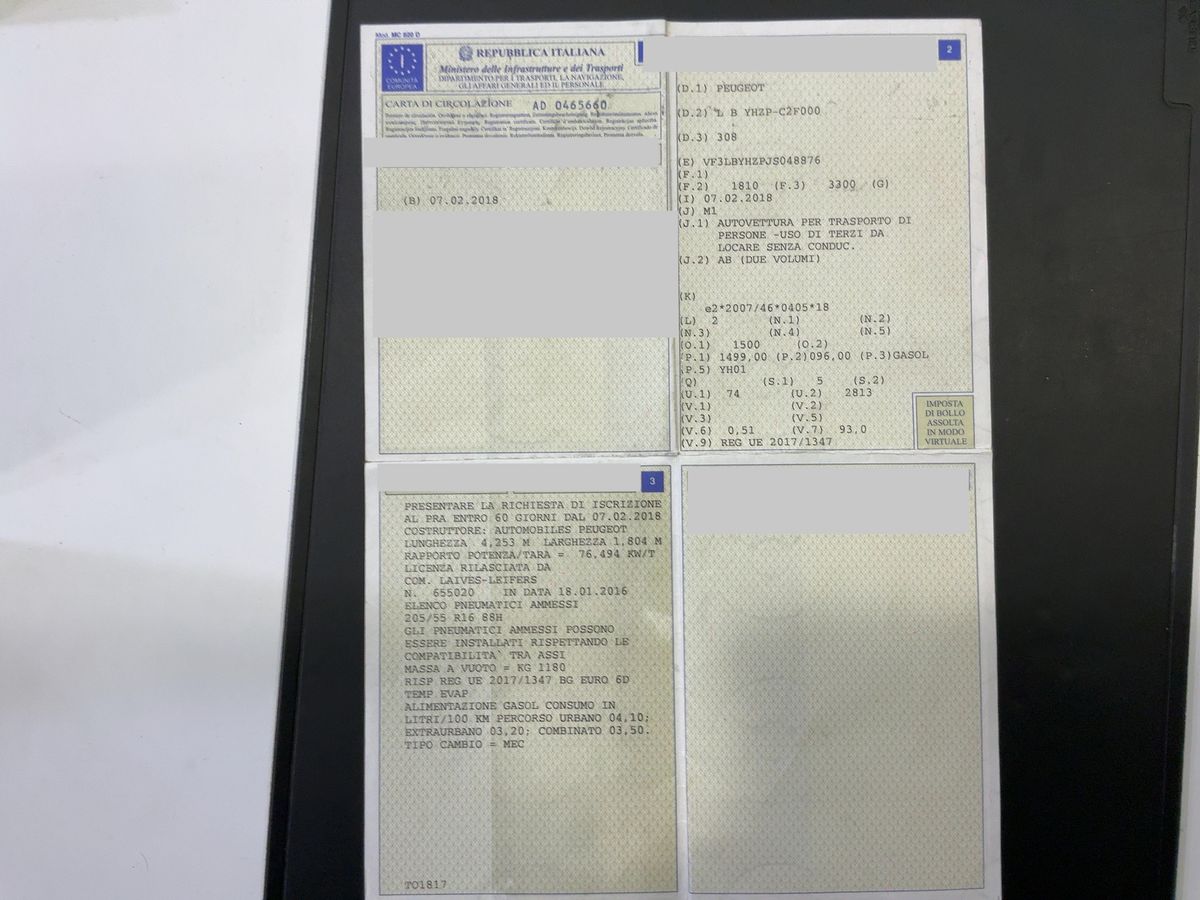 Mod. MC 820 D
COMUNITÀ
EUROPEA
REPUBBLICA ITALIANA
Ministero delle Infrastrutture e dei Trasporti
DIPARTIMENTO PER I TRASPORTI, LA NAVIGAZIONE,
GLI AFFARI GENERALI ED IL PERSONALE
CARTA DI CIRCOLAZIONE AD 0465660
(B) 07.02.2018
2
(D.1) PEUGEOT
(D.2) L B YHZP-C2F000
(D.3) 308
(E) VF3LBYHZPJS048876
(F.1)
(F.2) 1810 (F.3) 3300 (G)
(I) 07.02.2018
(J) M1
(J.1) AUTOVETTURA PER TRASPORTO DI
PERSONE -USO DI TERZI DA
LOCARE SENZA CONDUC.
(J.2) AB (DUE VOLUMI)
(K)
e2*2007/46*0405*18
(L) 2 (N.1) (N.2)
(N.3) (N.4) (N.5)
(O.1) 1500 (O.2)
(P.1) 1499,00 (P.2)096,00 (P.3)GASOL
(P.5) YH01
(Q) (S.1) 5 (S.2)
(U.1) 74 (U.2) 2813
(V.1) (V.2)
(V.3) (V.5)
(V.6) 0,51 (V.7) 93,0
(V.9) REG UE 2017/1347
IMPOSTA
DI BOLLO
ASSOLTA
IN MODO
VIRTUALE
3
PRESENTARE LA RICHIESTA DI ISCRIZIONE
AL PRA ENTRO 60 GIORNI DAL 07.02.2018
COSTRUTTORE: AUTOMOBILES PEUGEOT
LUNGHEZZA 4,253 M LARGHEZZA 1,804 M
RAPPORTO POTENZA/TARA = 76,494 KW/T
LICENZA RILASCIATA DA
COM. LAIVES-LEIFERS
N. 655020 IN DATA 18.01.2016
ELENCO PNEUMATICI AMMESSI
205/55 R16 88H
GLI PNEUMATICI AMMESSI POSSONO
ESSERE INSTALLATI RISPETTANDO LE
COMPATIBILITA` TRA ASSI
MASSA A VUOTO = KG 1180
RISP REG UE 2017/1347 BG EURO 6D
TEMP EVAP
ALIMENTAZIONE GASOL CONSUMO IN
LITRI/100 KM PERCORSO URBANO 04,10;
EXTRAURBANO 03,20; COMBINATO 03,50.
TIPO CAMBIO = MEC
TO1817